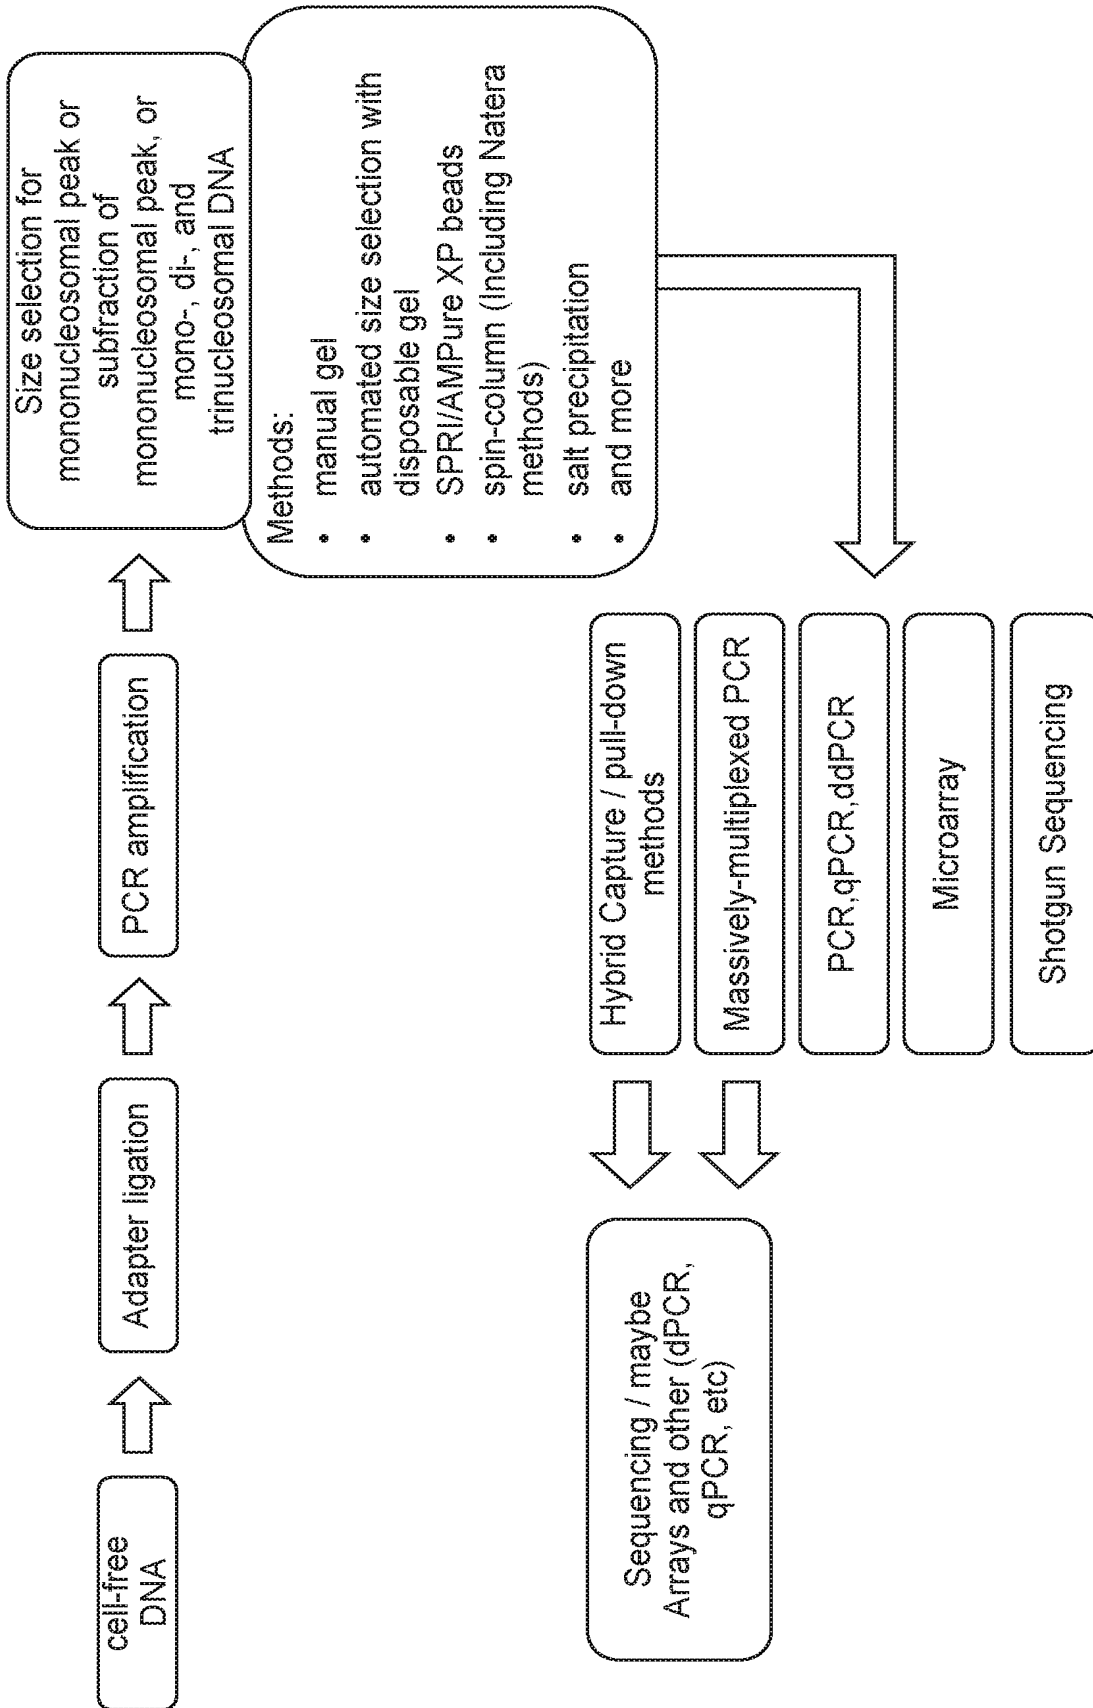 cell-free
DNA
Adapter ligation
PCR amplification
Size selection for
mononucleosomal peak or
subfraction of
mononucleosomal peak, or
mono-, di-, and
trinucleosomal DNA
Methods:
• manual gel
• automated size selection with
disposable gel
• SPRI/AMPure XP beads
• spin-column (Including Natera
methods)
• salt precipitation
• and more
Hybrid Capture / pull-down
methods
Massively-multiplexed PCR
PCR,qPCR,ddPCR
Microarray
Shotgun Sequencing
Sequencing / maybe
Arrays and other (dPCR,
qPCR, etc)